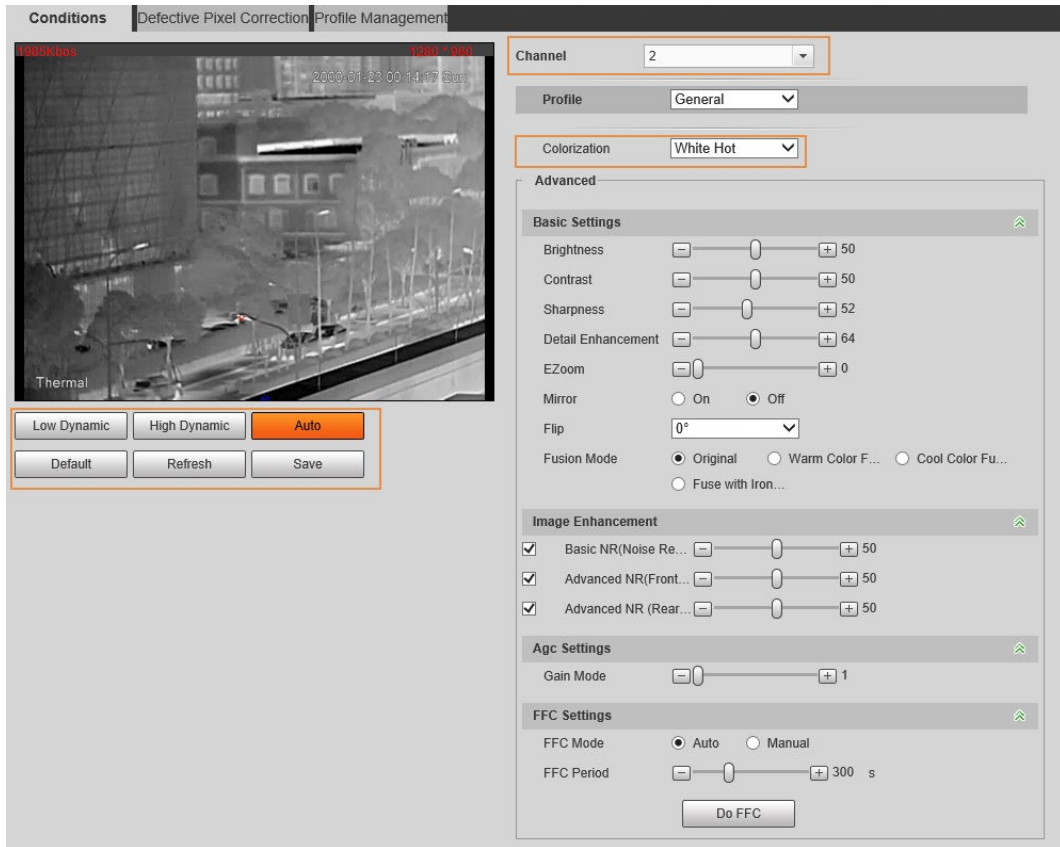 Conditions
Defective Pixel Correction
Profile Management
1985Kbps
1280 * 960
2000-01-23 00:14:17 Sun
Thermal
Low Dynamic
High Dynamic
Auto
Default
Refresh
Save
Channel 2
Profile General
Colorization White Hot
Advanced
Basic Settings
Brightness 50
Contrast 50
Sharpness 52
Detail Enhancement 64
EZoom 0
Mirror On Off
Flip 0°
Fusion Mode Original Warm Color F... Cool Color Fu...
Fuse with Iron...
Image Enhancement
Basic NR(Noise Re... 50
Advanced NR(Front... 50
Advanced NR (Rear... 50
Agc Settings
Gain Mode 1
FFC Settings
FFC Mode Auto Manual
FFC Period 300 s
Do FFC